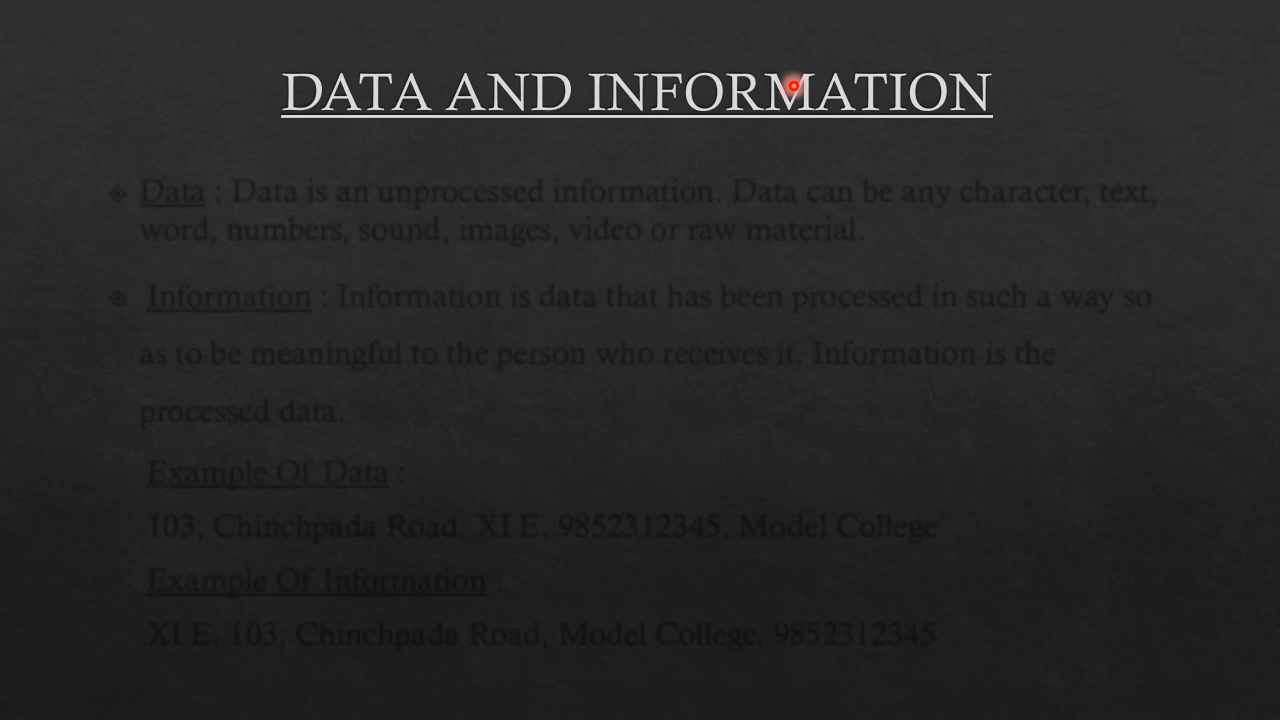 DATA AND INFORMATION
Data : Data is an unprocessed information. Data can be any character, text,
word, numbers, sound, images, video or raw material.
Information : Information is data that has been processed in such a way so
as to be meaningful to the person who receives it. Information is the
processed data.
Example Of Data :
103, Chinchpada Road, XI E, 9852312345, Model College
Example Of Information :
XI E, 103, Chinchpada Road, Model College, 9852312345